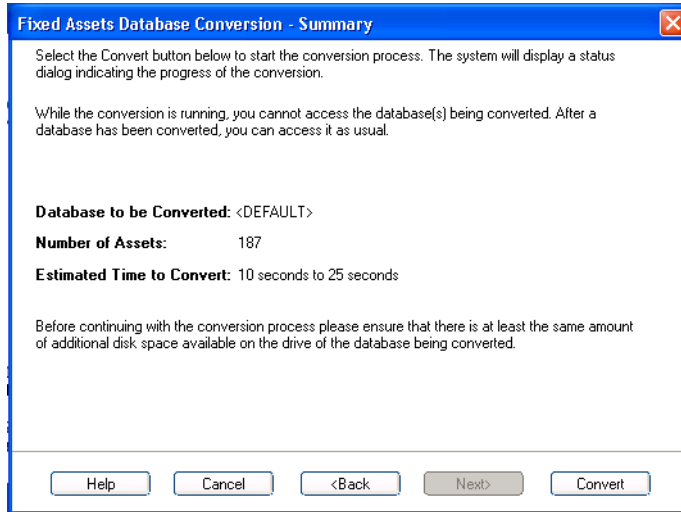 Fixed Assets Database Conversion - Summary
Select the Convert button below to start the conversion process. The system will display a status
dialog indicating the progress of the conversion.
While the conversion is running, you cannot access the database(s) being converted. After a
database has been converted, you can access it as usual.
Database to be Converted: <DEFAULT>
Number of Assets: 187
Estimated Time to Convert: 10 seconds to 25 seconds
Before continuing with the conversion process please ensure that there is at least the same amount
of additional disk space available on the drive of the database being converted.
Help Cancel <Back Next> Convert